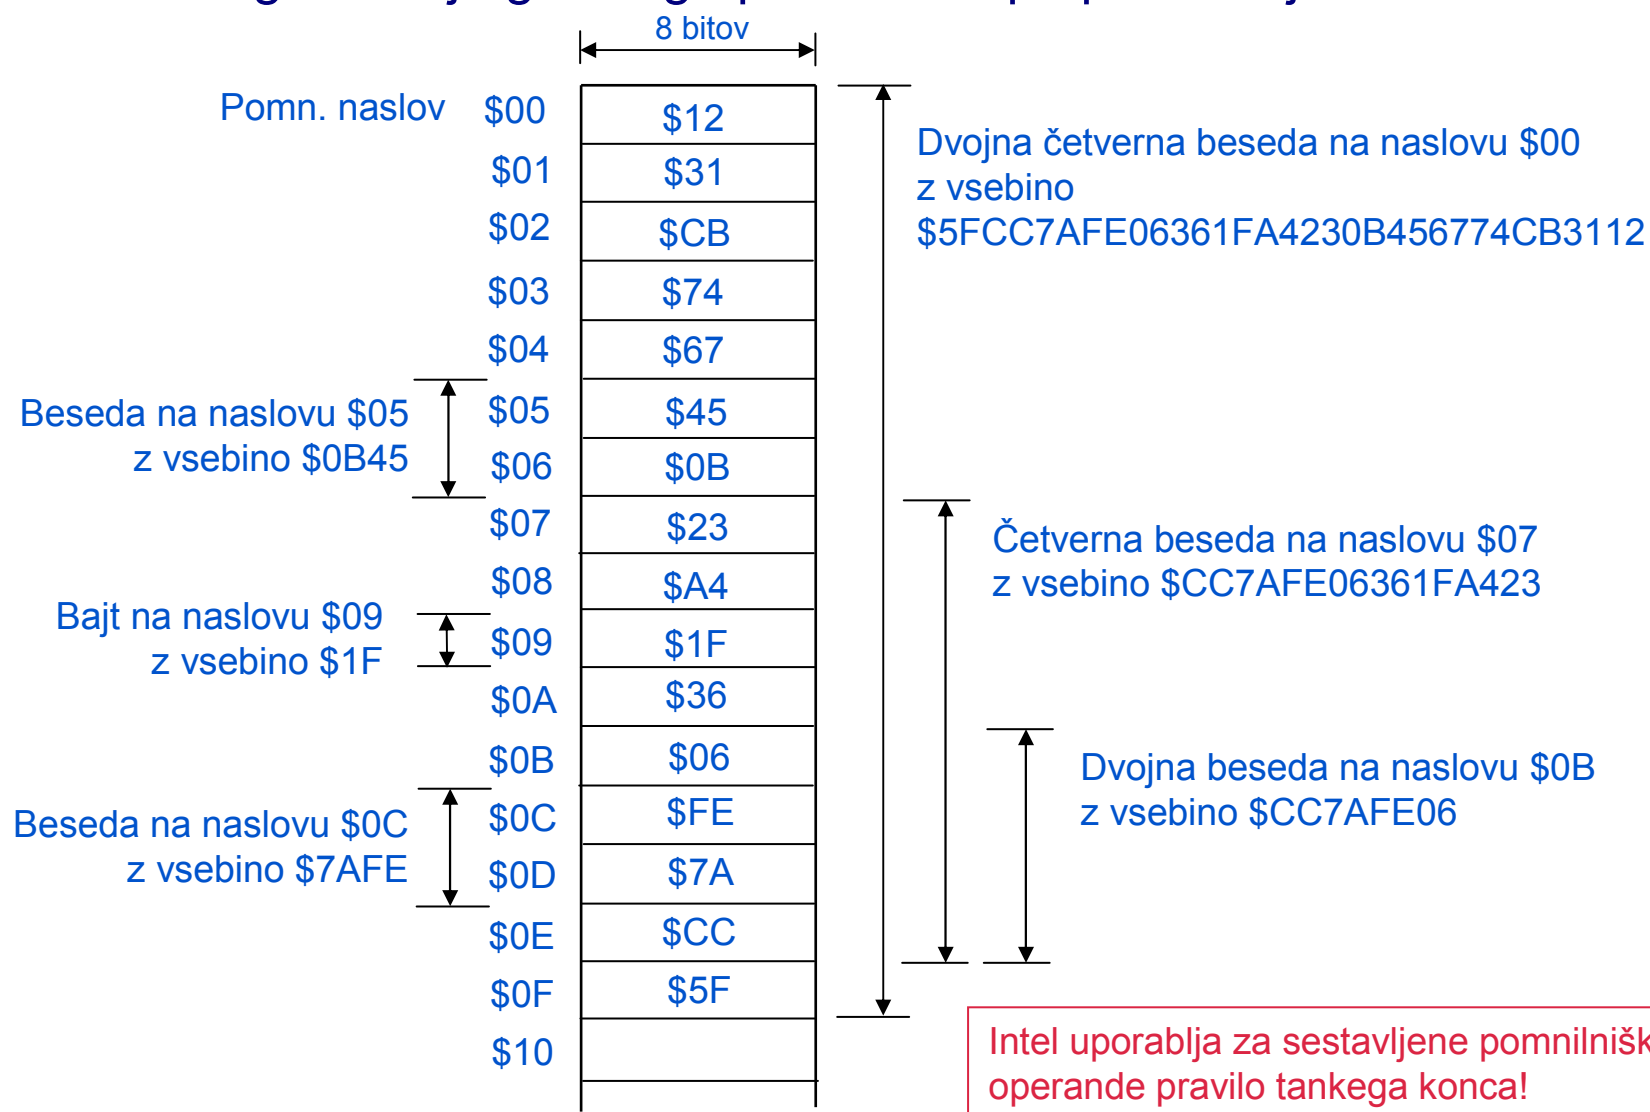 8 bitov
Pomn. naslov $00 $12
$01 $31
$02 $CB
$03 $74
$04 $67
$05 $45
$06 $0B
$07 $23
$08 $A4
$09 $1F
$0A $36
$0B $06
$0C $FE
$0D $7A
$0E $CC
$0F $5F
$10
Beseda na naslovu $05
z vsebino $0B45
Bajt na naslovu $09
z vsebino $1F
Beseda na naslovu $0C
z vsebino $7AFE
Dvojna četverna beseda na naslovu $00
z vsebino
$5FCC7AFE06361FA4230B456774CB3112
Četverna beseda na naslovu $07
z vsebino $CC7AFE06361FA423
Dvojna beseda na naslovu $0B
z vsebino $CC7AFE06
Intel uporablja za sestavljene
operande pravilo tankega konca!